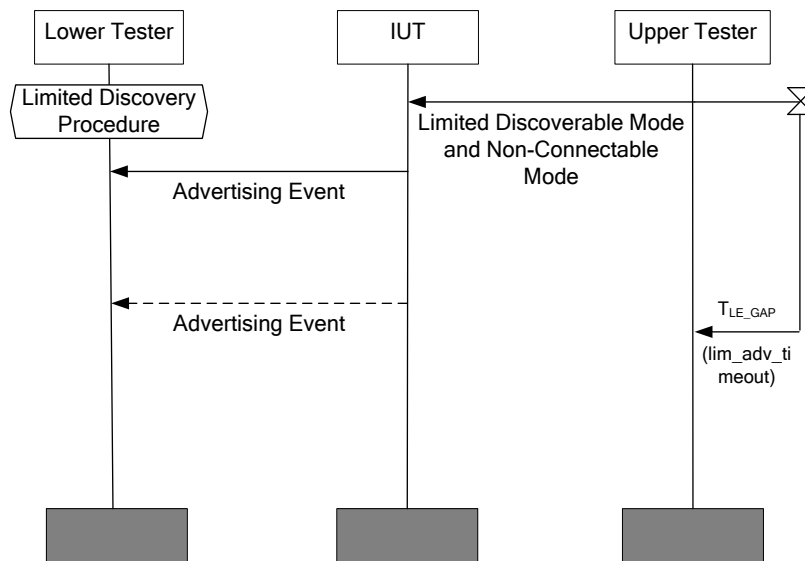 Lower Tester
IUT
Upper Tester
Limited Discovery
Procedure
Limited Discoverable Mode
and Non-Connectable
Mode
Advertising Event
Advertising Event
TLE_GAP
(lim_adv_ti
meout)